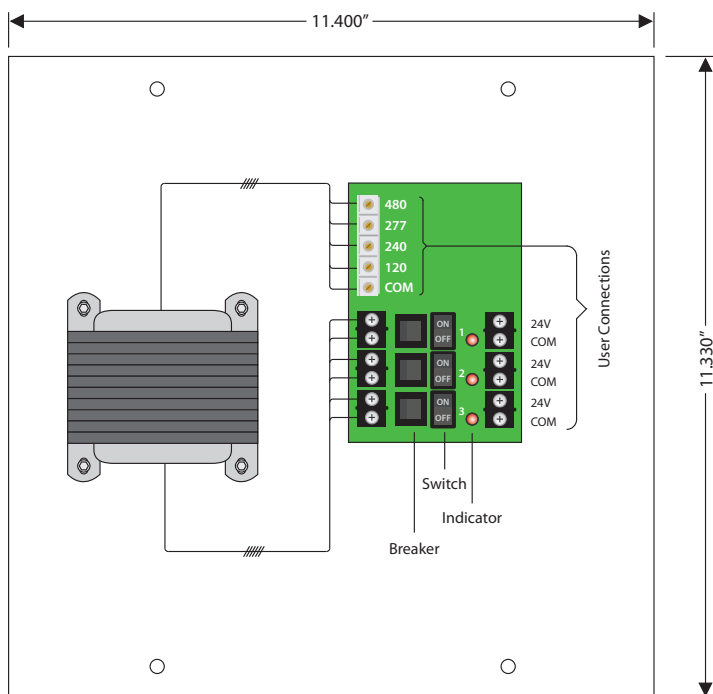 11.400”
480
277
240
120
COM
ON
OFF
1
24V
COM
ON
OFF
2
24V
COM
ON
OFF
3
24V
COM
User Connections
11.330”
Switch
Indicator
Breaker